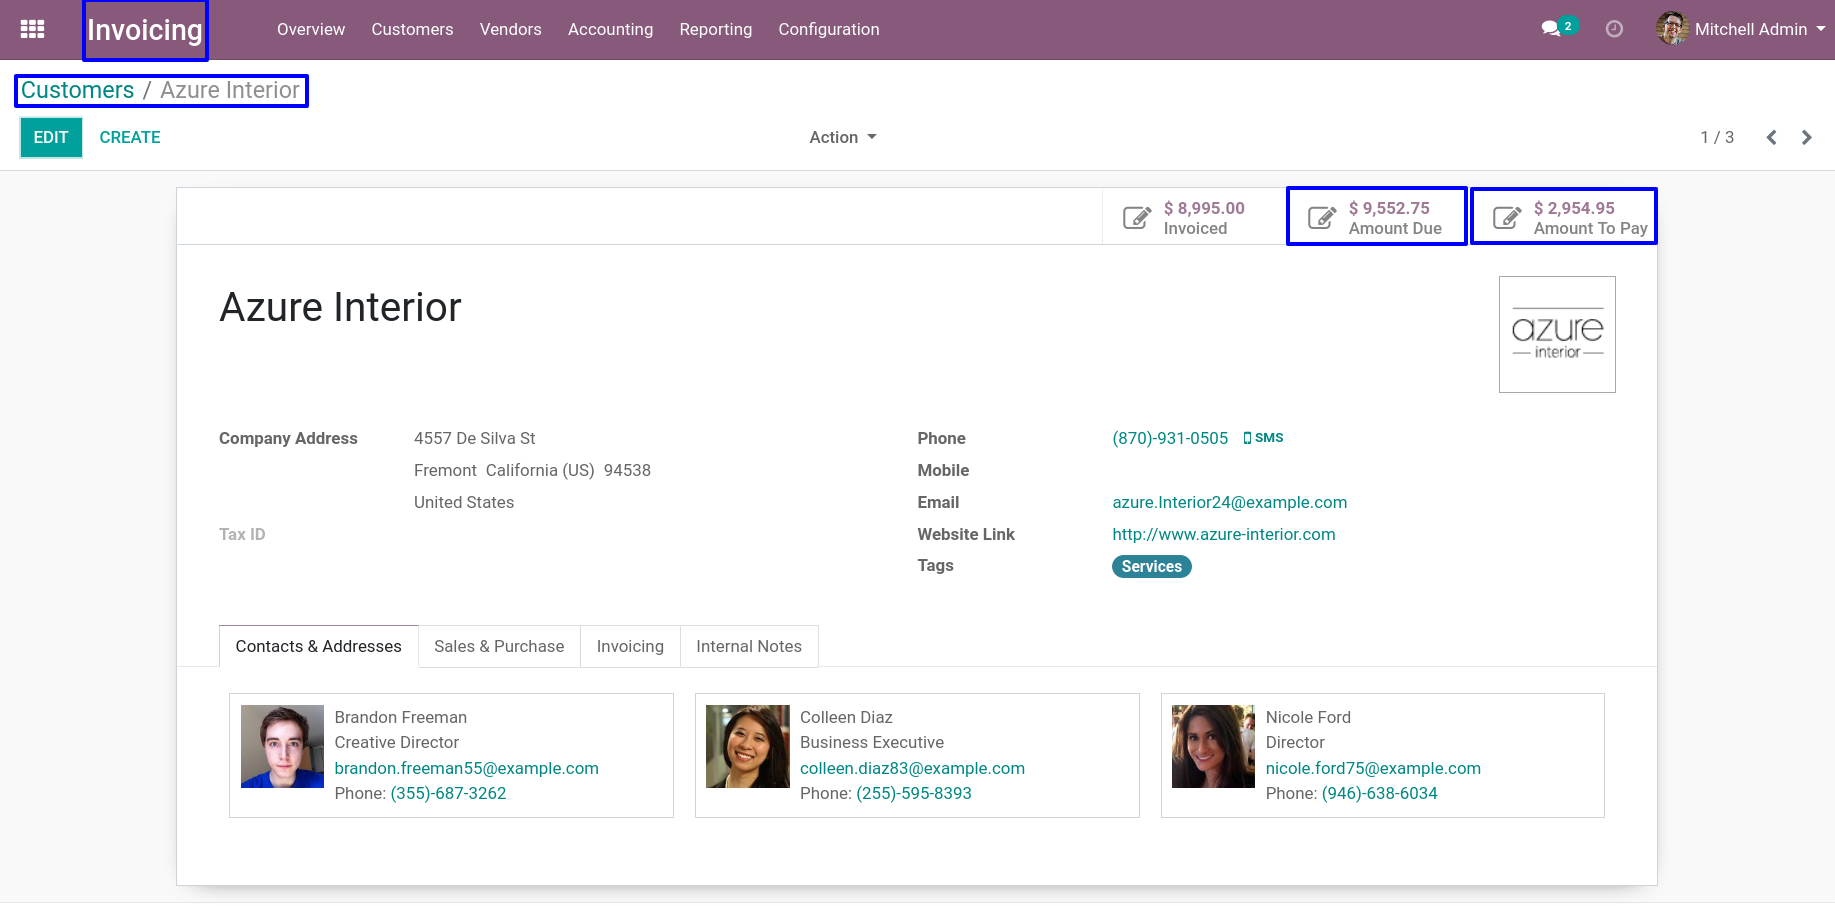 Invoicing Overview Customers Vendors Accounting Reporting Configuration 2 Mitchell Admin
Customers / Azure Interior
EDIT CREATE Action 1 / 3
$ 8,995.00
Invoiced
$ 9,552.75
Amount Due
$ 2,954.95
Amount To Pay
Azure Interior
azure
interior
Company Address 4557 De Silva St
Fremont California (US) 94538
United States
Tax ID
Phone (870)-931-0505 SMS
Mobile
Email azure.Interior24@example.com
Website Link http://www.azure-interior.com
Tags Services
Contacts & Addresses Sales & Purchase Invoicing Internal Notes
Brandon Freeman
Creative Director
brandon.freeman55@example.com
Phone: (355)-687-3262
Colleen Diaz
Business Executive
colleen.diaz83@example.com
Phone: (255)-595-8393
Nicole Ford
Director
nicole.ford75@example.com
Phone: (946)-638-6034